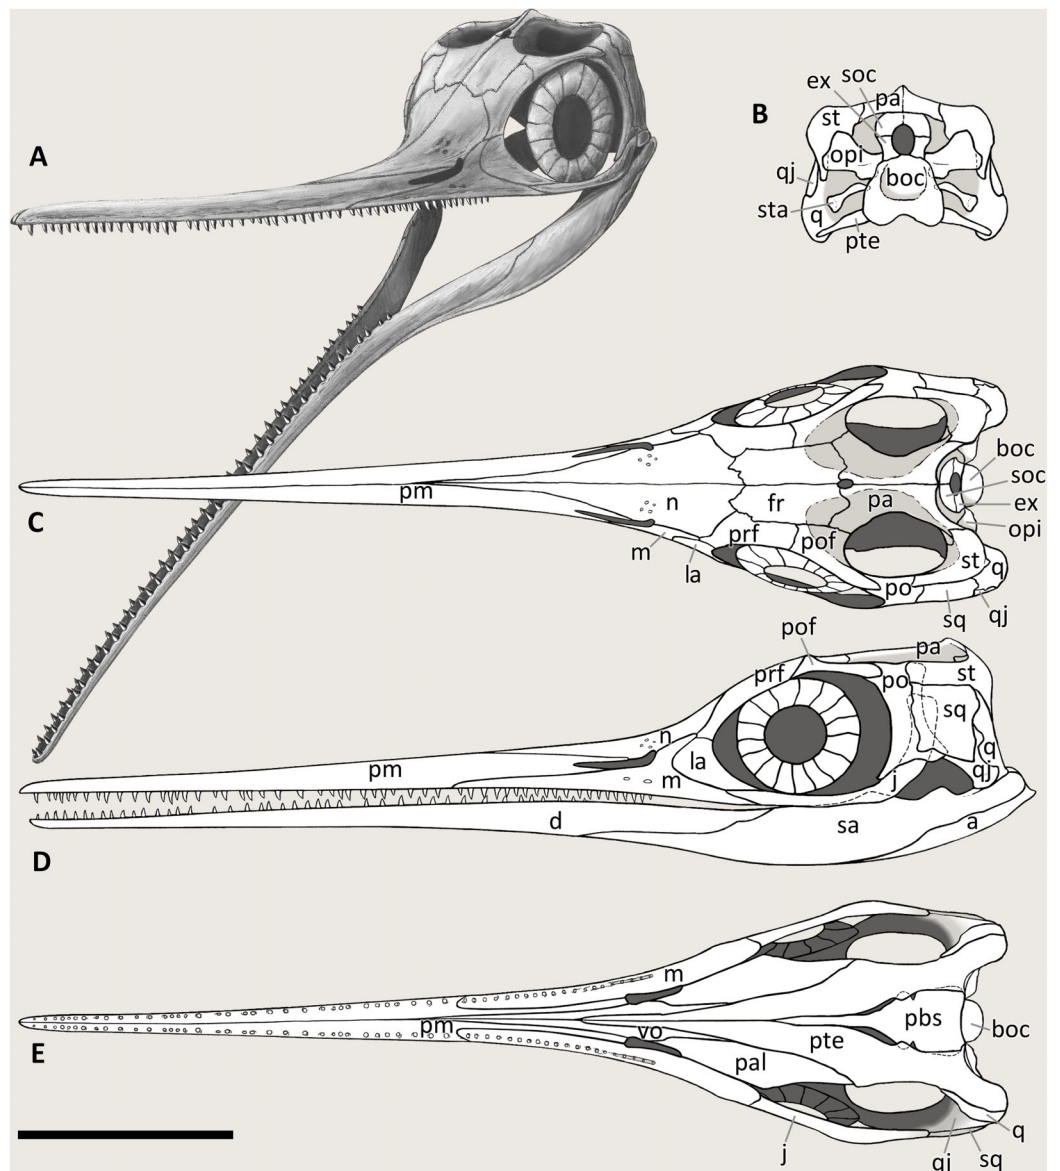 A
B
ex
soc
pa
st
opi
qj
boc
sta
q
pte
C
pm
n
fr
pa
prf
pof
m
la
st
q
po
sq
qj
boc
soc
ex
opi
D
pof
pa
prf
po
st
sq
n
la
m
pm
j
q
qj
d
sa
a
E
m
pm
vo
pte
pbs
boc
pal
j
qj
sq
q